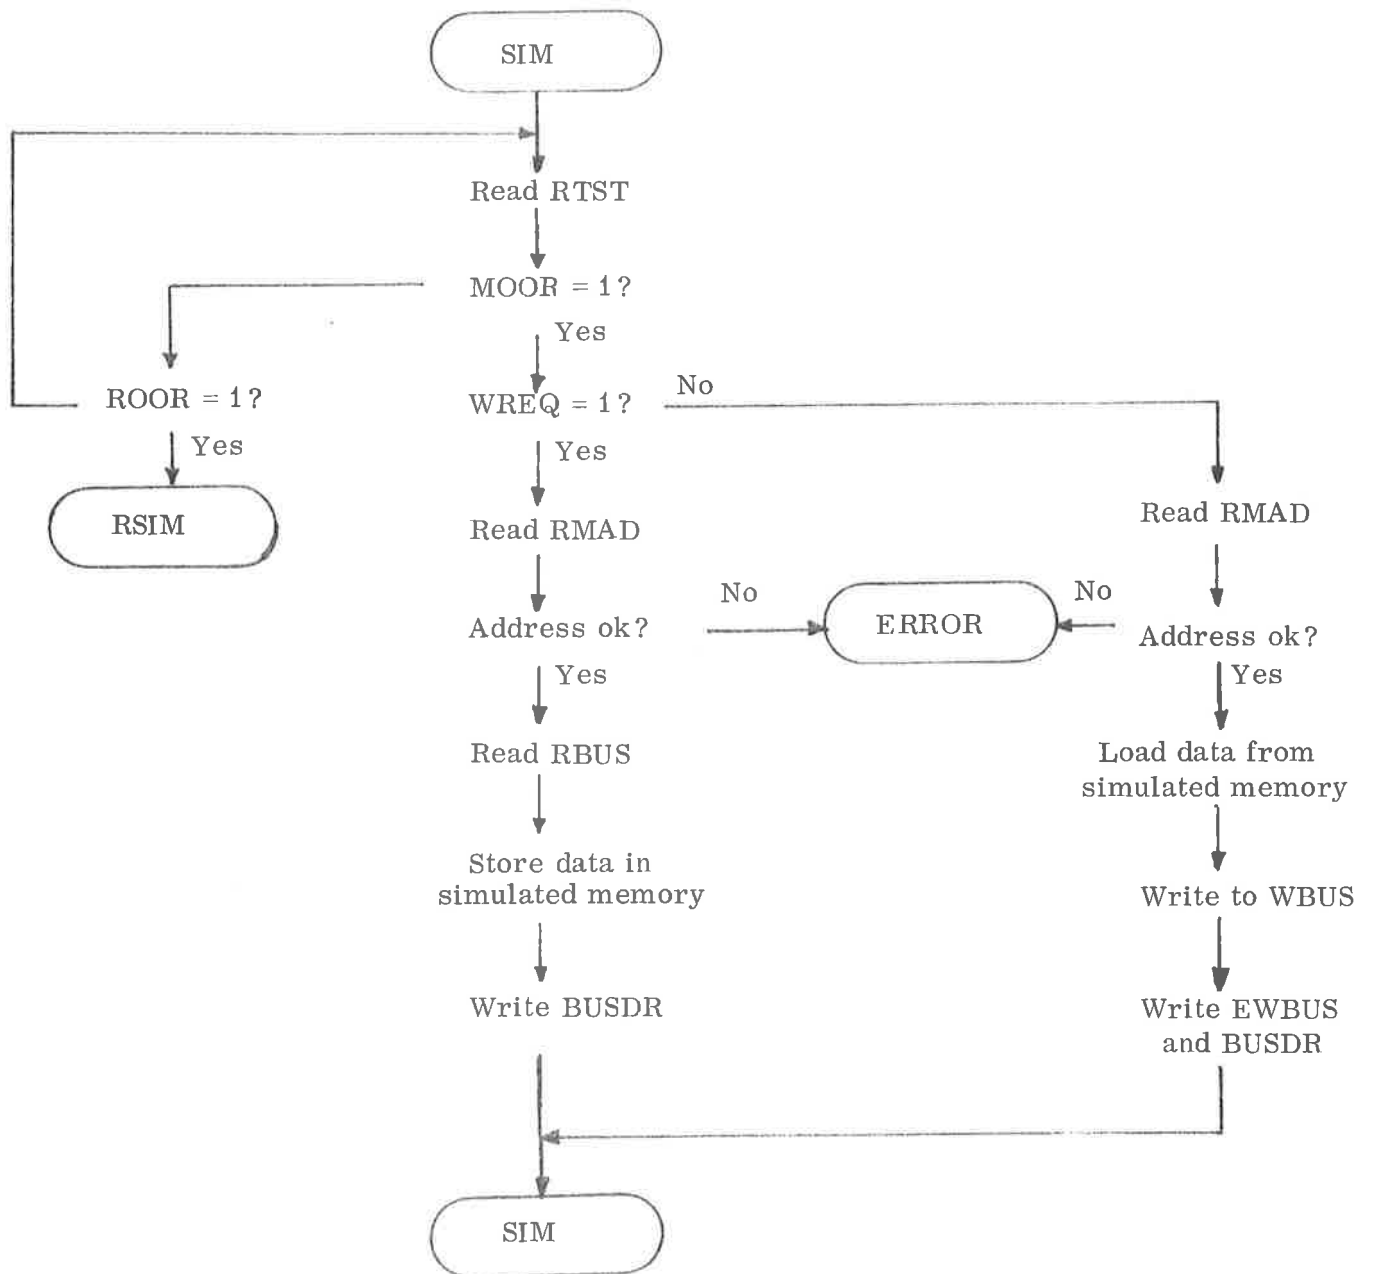 SIM
Read RTST
MOOR = 1?
Yes
ROOR = 1?
Yes
RSIM
WREQ = 1?
No
Yes
Read RMAD
Address ok?
No
ERROR
Yes
Read RBUS
Store data in
simulated memory
Write BUSDR
Read RMAD
No
Address ok?
Yes
Load data from
simulated memory
Write to WBUS
Write EWBUS
and BUSDR
SIM